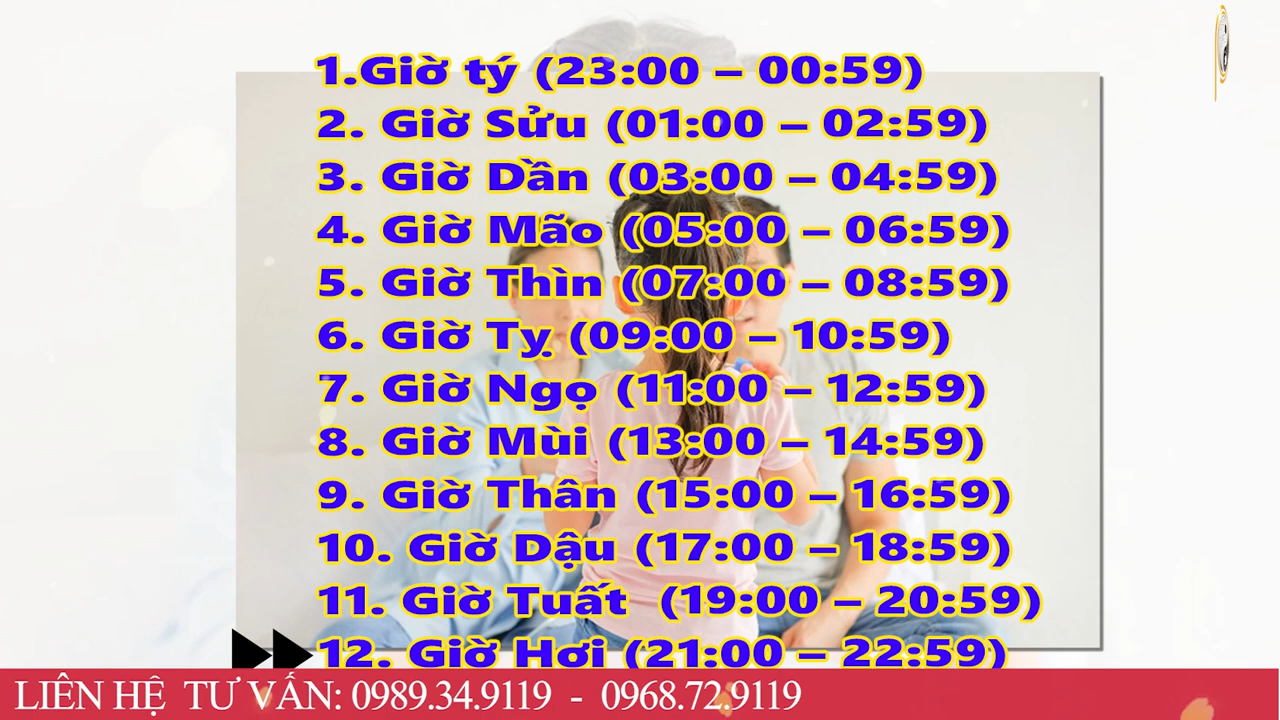 1.Giờ tý (23:00 – 00:59)
2. Giờ Sửu (01:00 – 02:59)
3. Giờ Dần (03:00 – 04:59)
4. Giờ Mão (05:00 – 06:59)
5. Giờ Thìn (07:00 – 08:59)
6. Giờ Tỵ (09:00 – 10:59)
7. Giờ Ngọ (11:00 – 12:59)
8. Giờ Mùi (13:00 – 14:59)
9. Giờ Thân (15:00 – 16:59)
10. Giờ Dậu (17:00 – 18:59)
11. Giờ Tuất (19:00 – 20:59)
12. Giờ Hợi (21:00 – 22:59)
LIÊN HỆ TƯ VẤN: 0989.34.9119 - 0968.72.9119